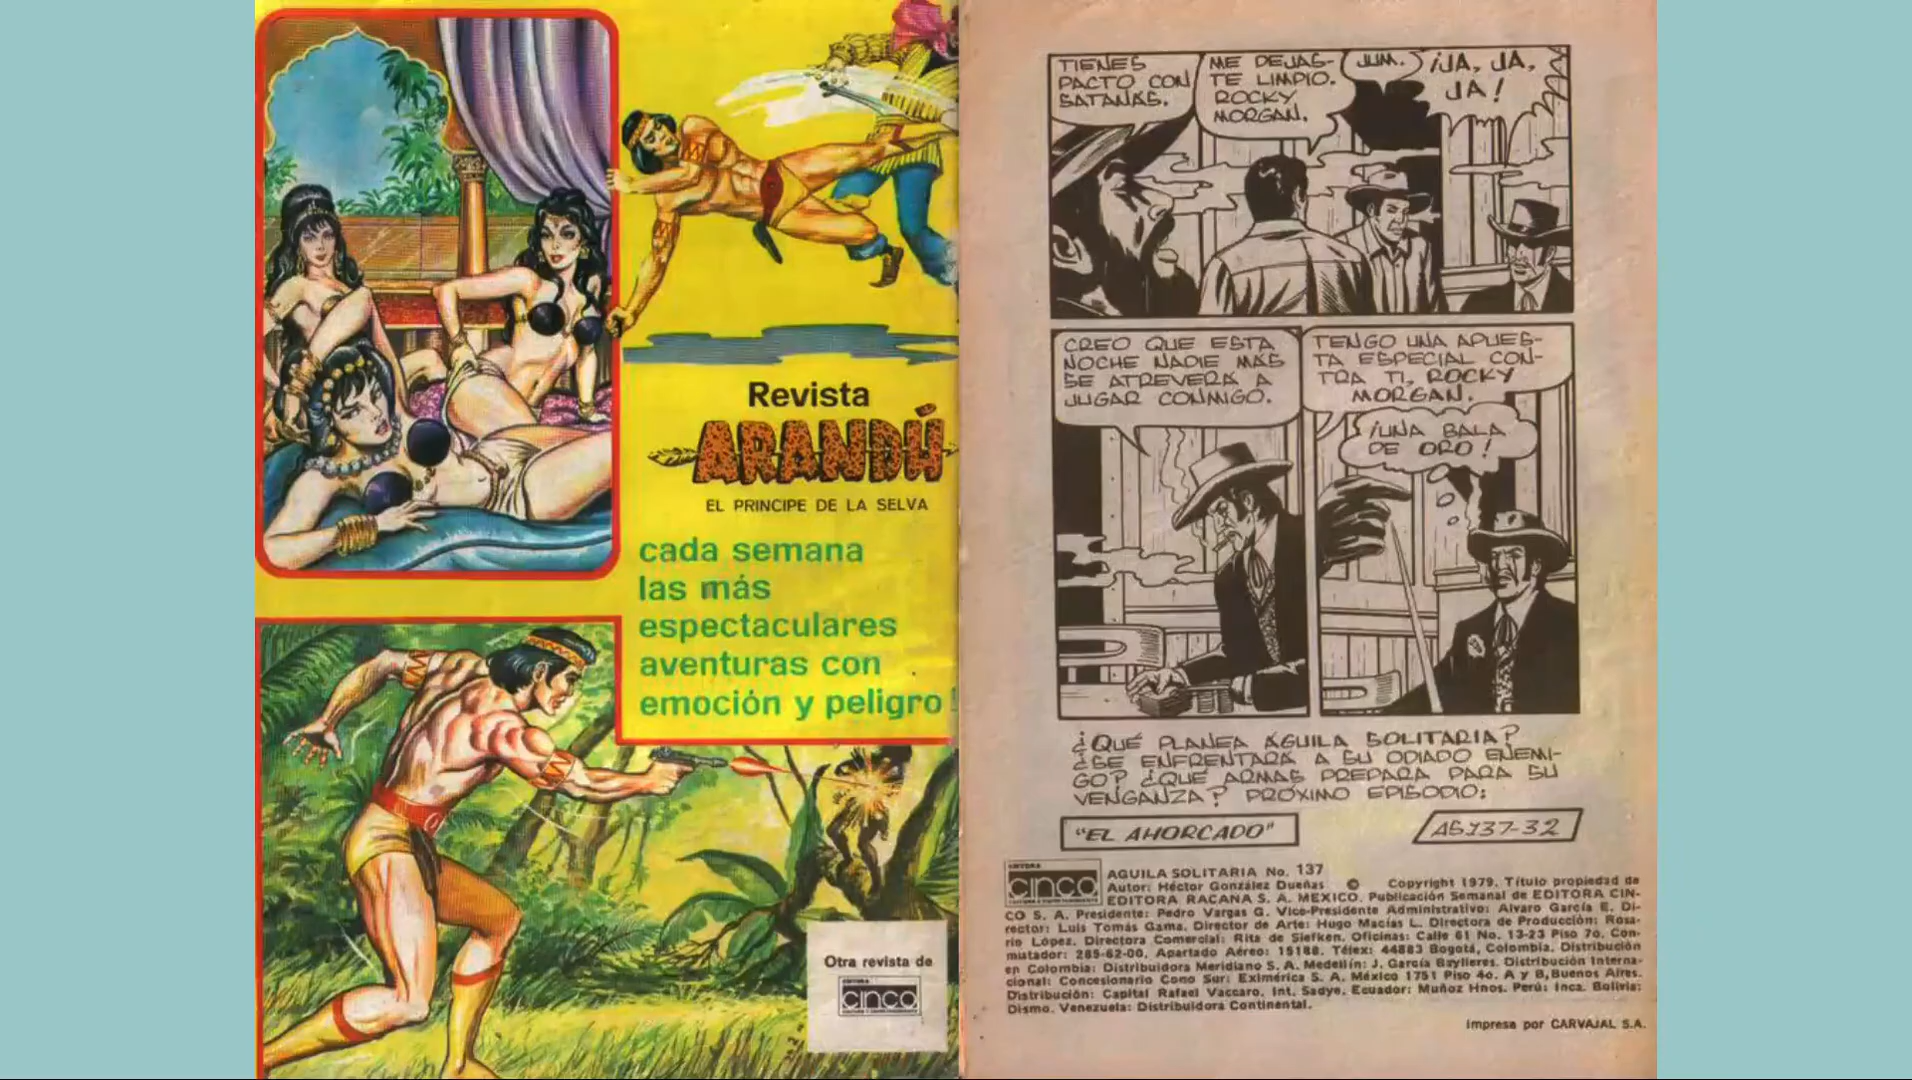 Revista
ARANDÚ
EL PRINCIPE DE LA SELVA
cada semana
las más
espectaculares
aventuras con
emoción y peligro!
Otra revista de
EDITORA
CINCO
TIENES
PACTO CON
SATANÁS.
ME DEJAS-
TE LIMPIO.
ROCKY
MORGAN.
JUM.
¡JA, JA,
JA!
CREO QUE ESTA
NOCHE NADIE MÁS
SE ATREVERÁ A
JUGAR CONMIGO.
TENGO UNA APUES-
TA ESPECIAL CON-
TRA TI, ROCKY
MORGAN.
¡UNA BALA
DE ORO!
¿QUÉ PLANEA ÁGUILA SOLITARIA?
¿SE ENFRENTARÁ A SU ODIADO ENEMI-
GO? ¿QUÉ ARMAS PREPARA PARA SU
VENGANZA? PRÓXIMO EPISODIO:
"EL AHORCADO"
AS-137-32
EDITORA
CINCO
AGUILA SOLITARIA No. 137
Autor: Héctor González Dueñas © Copyright 1979. Título propiedad de
EDITORA RACANA S. A. MEXICO. Publicación Semanal de EDITORA CIN-
CO S. A. Presidente: Pedro Vargas G. Vice-Presidente Administrativo: Alvaro García E. Di-
rector: Luis Tomás Gama. Director de Arte: Hugo Macías L. Directora de Producción: Rosa-
rio López. Directora Comercial: Rita de Siefken. Oficinas: Calle 61 No. 13-23 Piso 7o. Con-
mutador: 285-62-00, Apartado Aéreo: 15188. Télex: 44883 Bogotá, Colombia. Distribución
en Colombia: Distribuidora Meridiano S. A. Medellín: J. García Baylleres. Distribución Interna-
cional: Concesionario Cono Sur: Eximérica S. A. México 1751 Piso 4o. A y B, Buenos Aires.
Distribución: Capital Rafael Vaccaro. Int. Sadye. Ecuador: Muñoz Hnos. Perú: Inca. Bolivia:
Dismo. Venezuela: Distribuidora Continental.
Impresa por CARVAJAL S.A.